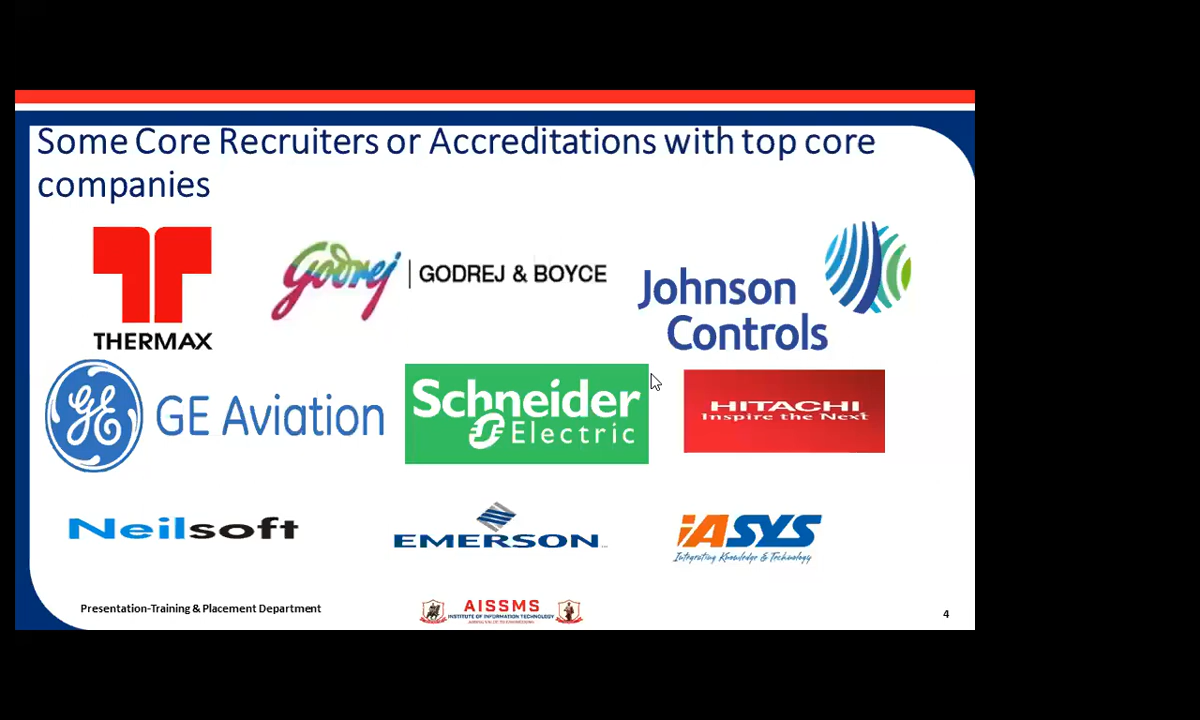 Some Core Recruiters or Accreditations with top core
companies
THERMAX
Godrej | GODREJ & BOYCE
Johnson
Controls
GE GE Aviation
Schneider
Electric
HITACHI
Inspire the Next
Neilsoft
EMERSON
iASYS
Integrating Knowledge & Technology
Presentation-Training & Placement Department
AISSMS
INSTITUTE OF INFORMATION TECHNOLOGY
4